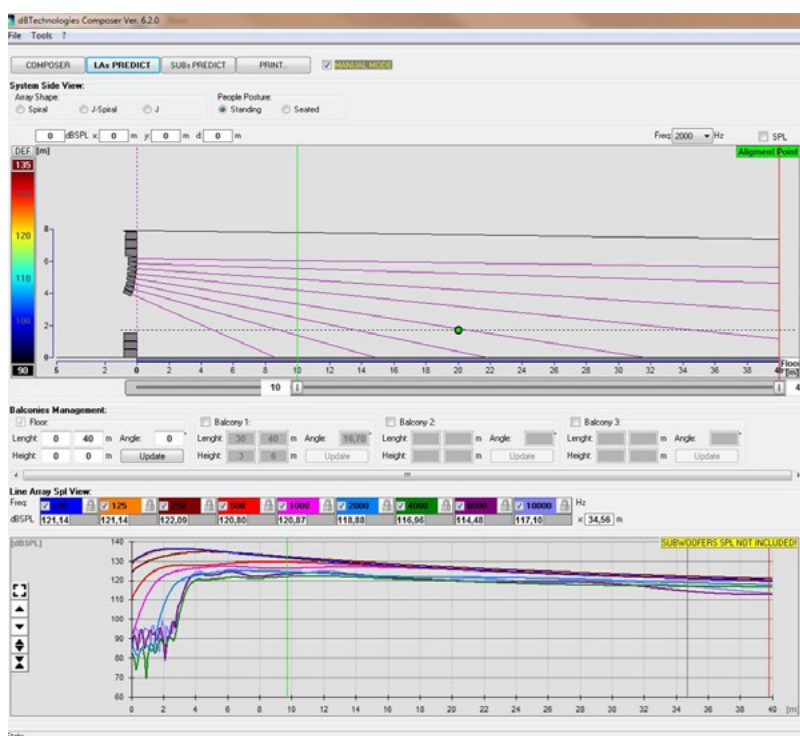 dBTechnologies Composer Ver. 6.2.0
File Tools ?
COMPOSER LAs PREDICT SUBs PREDICT PRINT.. MANUAL MODE
System Side View:
Array Shape: People Posture:
Spiral J-Spiral J Standing Seated
0 dBSPL x: 0 m y: 0 m d: 0 m Freq: 2000 Hz SPL
DEF [m] Aligment Point
135
120
110
100
90
8
6
4
2
0
Floor
5 2 0 2 4 6 8 10 12 14 16 18 20 22 24 26 28 30 32 34 36 38 [m]
10
Balconies Management:
Floor: Balcony 1: Balcony 2: Balcony 3:
Lenght: 0 40 m Angle: 0 ° Lenght: 30 40 m Angle: 16,70 ° Lenght: m Angle: ° Lenght: m Angle: °
Height: 0 0 m Update Height: 3 6 m Update Height: m Update Height: m Update
Line Array Spl View:
Freq: 125 500 1000 2000 4000 8000 10000 Hz
dBSPL 121,14 121,14 122,09 120,80 120,87 118,88 116,96 114,48 117,10 x: 34,56 m
[dBSPL] SUBWOOFERS SPL NOT INCLUDED!
140
130
120
110
100
90
80
70
60
0 2 4 6 8 10 12 14 16 18 20 22 24 26 28 30 32 34 36 38 40 [m]